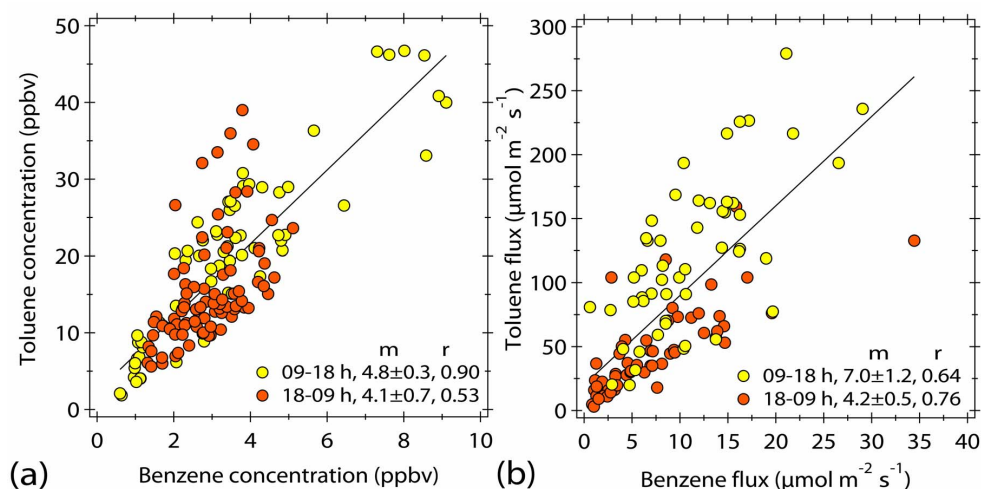 50
40
30
20
10
0
Toluene concentration (ppbv)
m r
09-18 h, 4.8±0.3, 0.90
18-09 h, 4.1±0.7, 0.53
0 2 4 6 8 10
Benzene concentration (ppbv)
(a)
300
250
200
150
100
50
0
Toluene flux (µmol m⁻² s⁻¹)
m r
09-18 h, 7.0±1.2, 0.64
18-09 h, 4.2±0.5, 0.76
0 5 10 15 20 25 30 35 40
Benzene flux (µmol m⁻² s⁻¹)
(b)